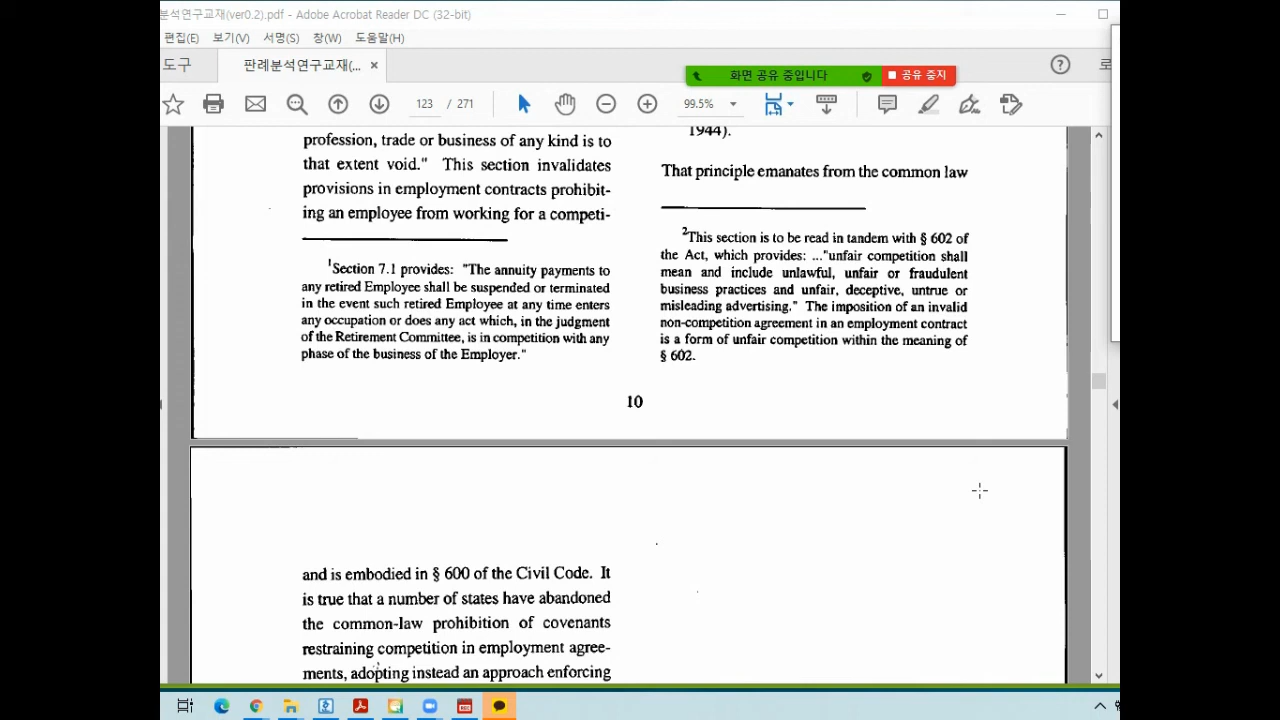 분석연구교재(ver0.2).pdf - Adobe Acrobat Reader DC (32-bit)
편집(E) 보기(V) 서명(S) 창(W) 도움말(H)
도구 판례분석연구교재(... × 로
화면 공유 중입니다 공유 중지
123 / 271 99.5%
profession, trade or business of any kind is to
that extent void." This section invalidates
provisions in employment contracts prohibit-
ing an employee from working for a competi-
1Section 7.1 provides: "The annuity payments to
any retired Employee shall be suspended or terminated
in the event such retired Employee at any time enters
any occupation or does any act which, in the judgment
of the Retirement Committee, is in competition with any
phase of the business of the Employer."
1944).
That principle emanates from the common law
2This section is to be read in tandem with § 602 of
the Act, which provides: ..."unfair competition shall
mean and include unlawful, unfair or fraudulent
business practices and unfair, deceptive, untrue or
misleading advertising." The imposition of an invalid
non-competition agreement in an employment contract
is a form of unfair competition within the meaning of
§ 602.
10
and is embodied in § 600 of the Civil Code. It
is true that a number of states have abandoned
the common-law prohibition of covenants
restraining competition in employment agree-
ments, adopting instead an approach enforcing